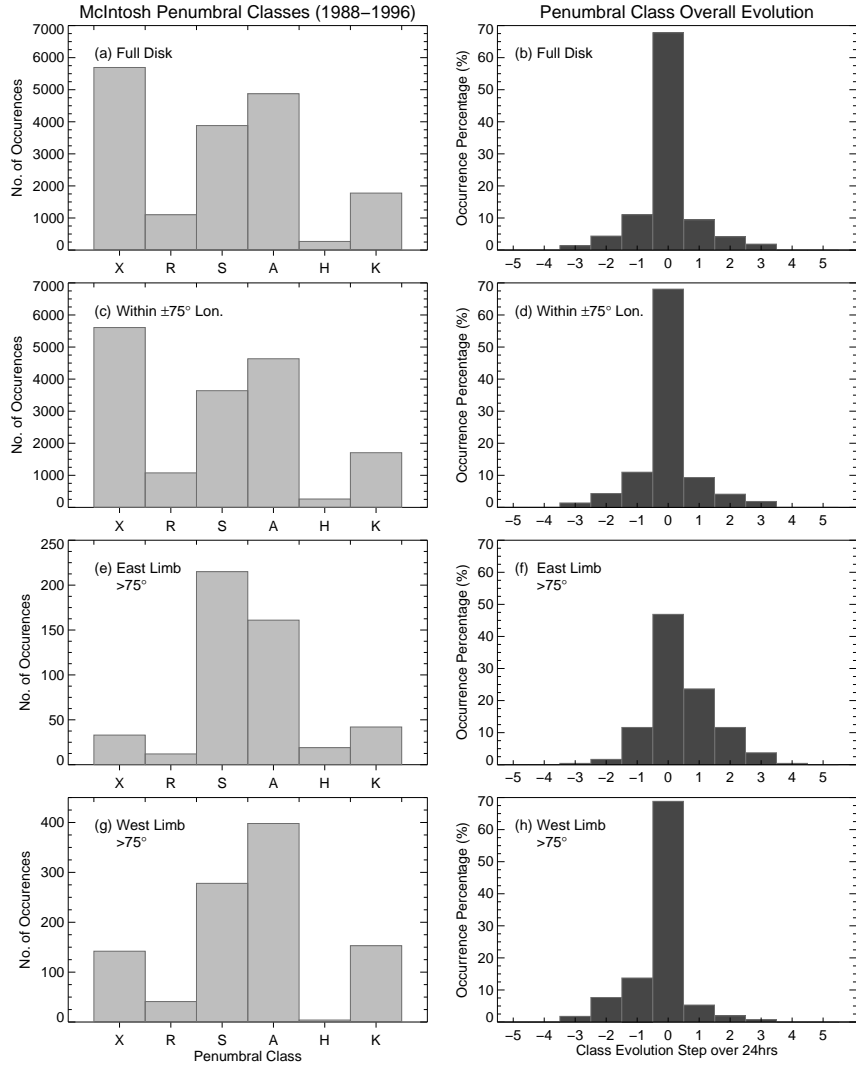 McIntosh Penumbral Classes (1988−1996)
Penumbral Class Overall Evolution
(a) Full Disk
No. of Occurences
7000
6000
5000
4000
3000
2000
1000
0
X R S A H K
(b) Full Disk
Occurrence Percentage (%)
70
60
50
40
30
20
10
0
−5 −4 −3 −2 −1 0 1 2 3 4 5
(c) Within ±75° Lon.
No. of Occurences
7000
6000
5000
4000
3000
2000
1000
0
X R S A H K
(d) Within ±75° Lon.
Occurrence Percentage (%)
70
60
50
40
30
20
10
0
−5 −4 −3 −2 −1 0 1 2 3 4 5
(e) East Limb
>75°
No. of Occurences
250
200
150
100
50
0
X R S A H K
(f) East Limb
>75°
Occurrence Percentage (%)
70
60
50
40
30
20
10
0
−5 −4 −3 −2 −1 0 1 2 3 4 5
(g) West Limb
>75°
No. of Occurences
400
300
200
100
0
X R S A H K
Penumbral Class
(h) West Limb
>75°
Occurrence Percentage (%)
70
60
50
40
30
20
10
0
−5 −4 −3 −2 −1 0 1 2 3 4 5
Class Evolution Step over 24hrs